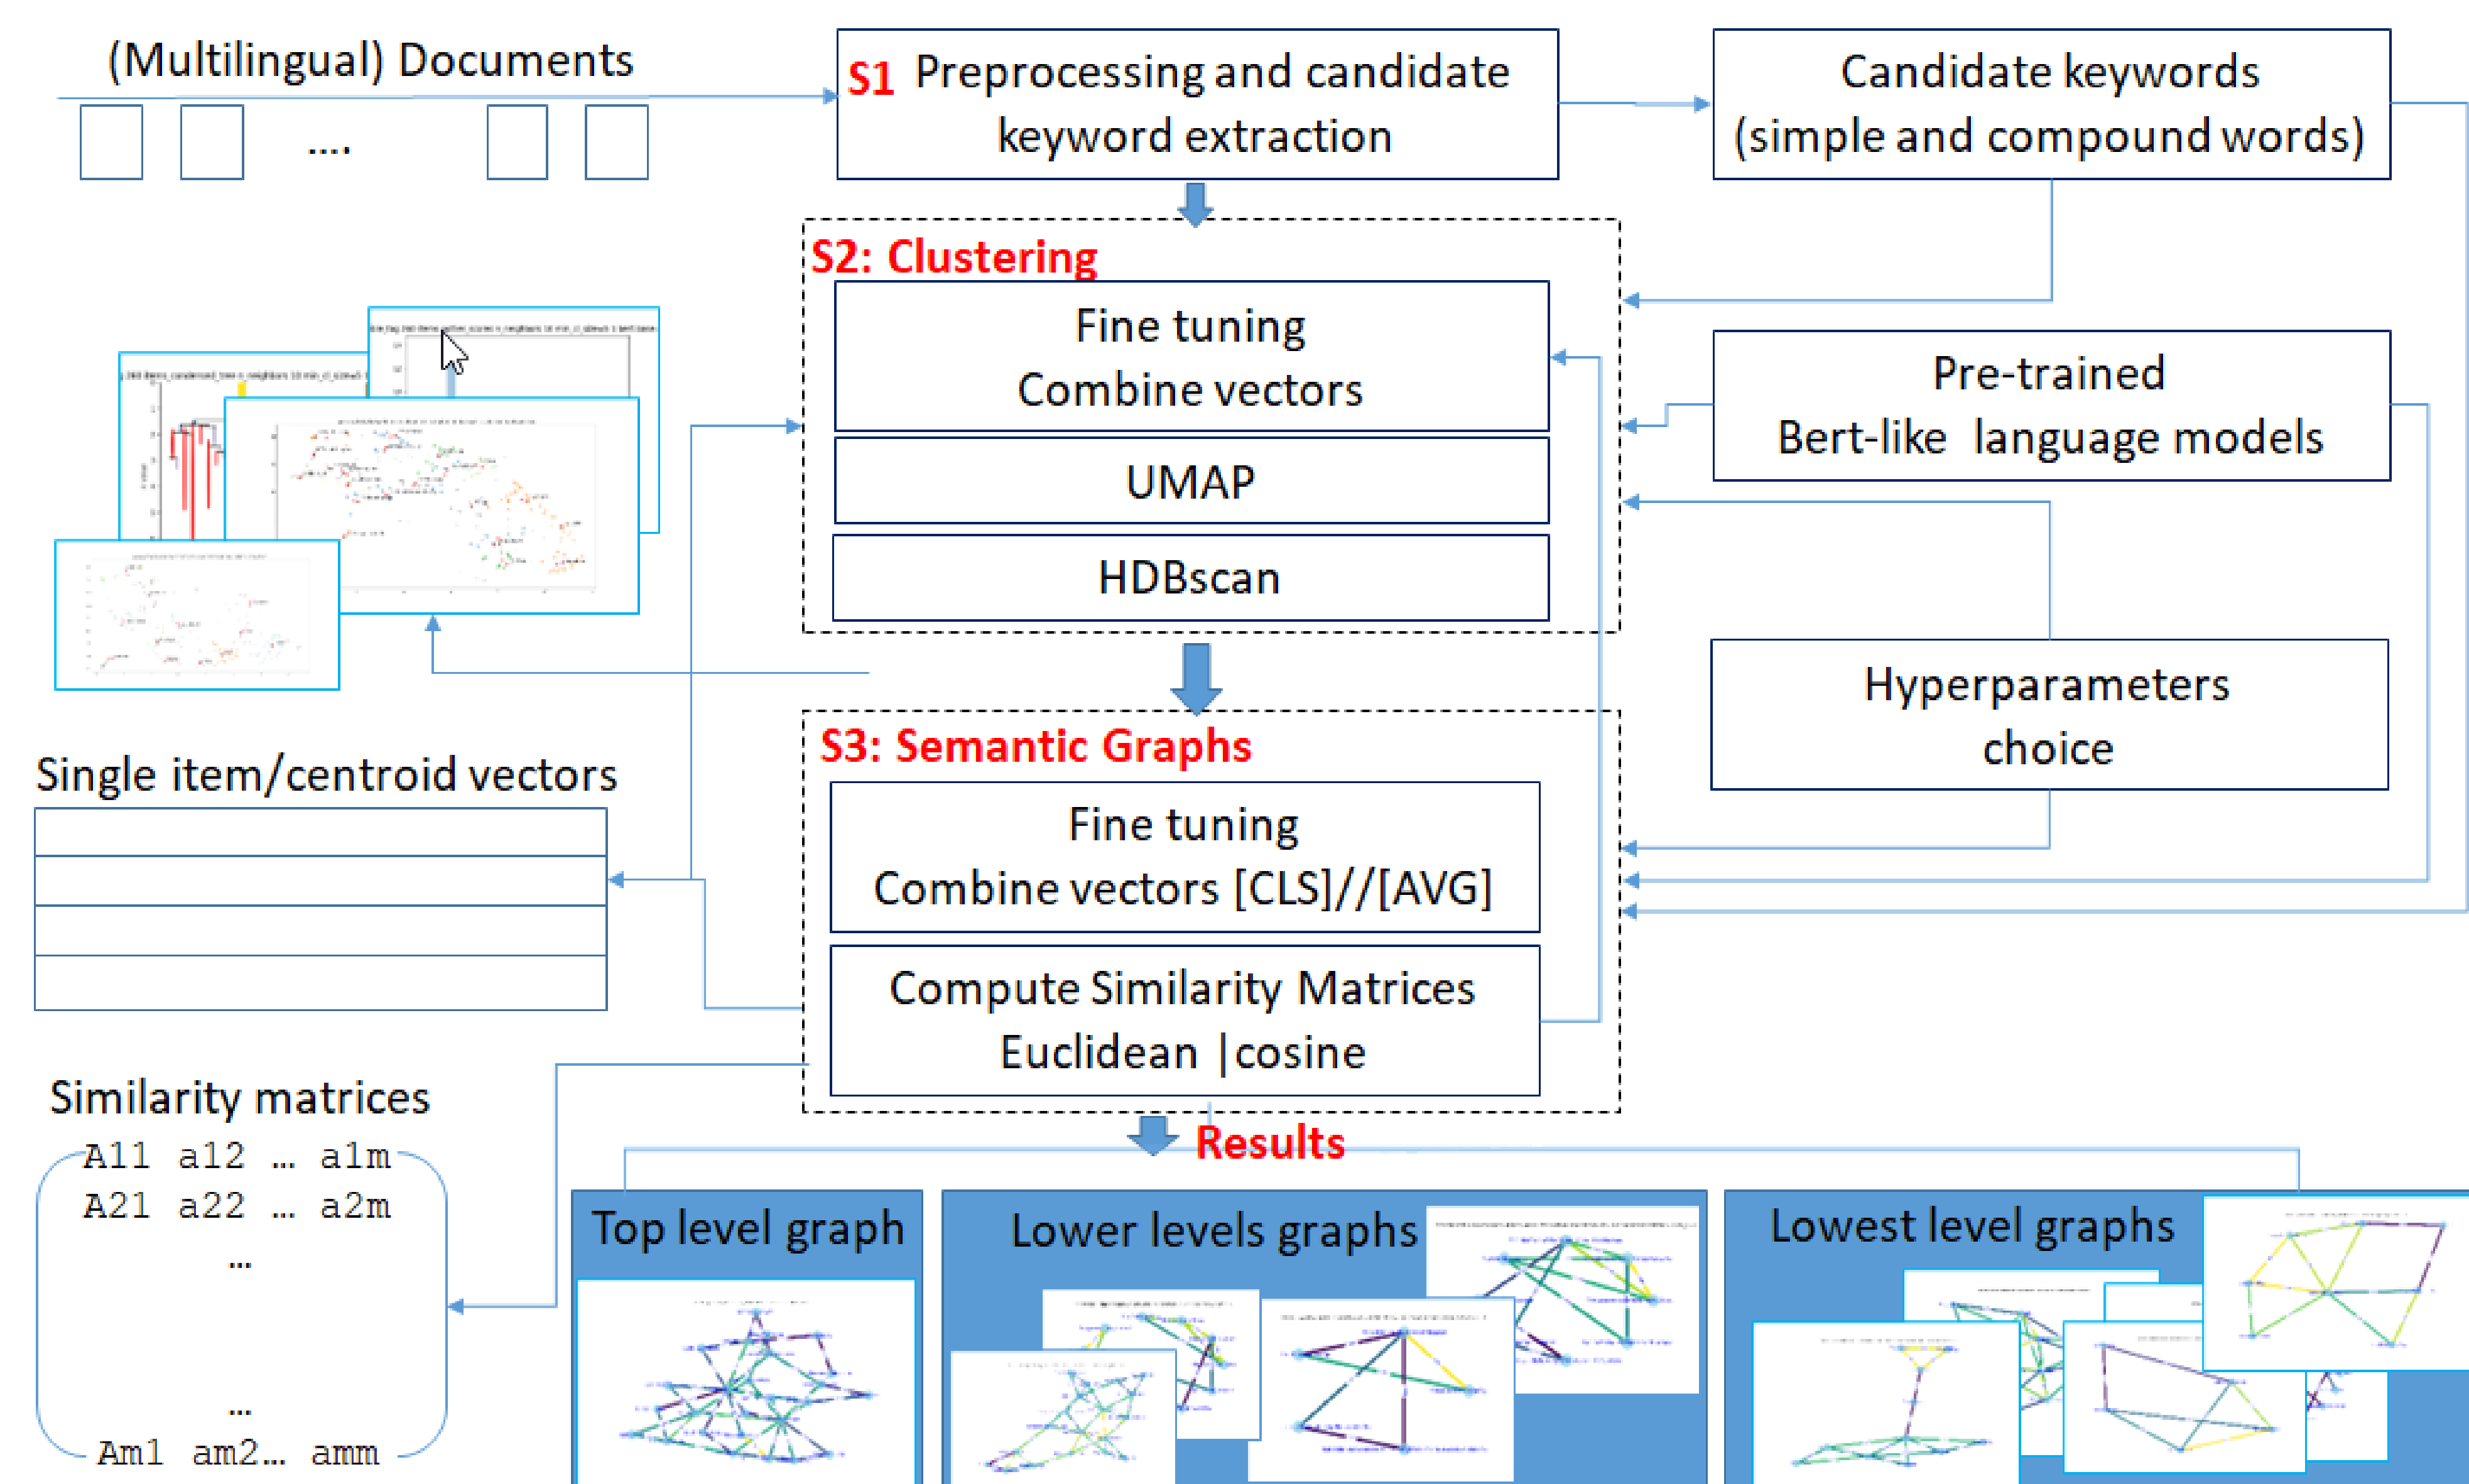 (Multilingual) Documents
….
S1 Preprocessing and candidate
keyword extraction
Candidate keywords
(simple and compound words)
S2: Clustering
Fine tuning
Combine vectors
UMAP
HDBscan
Pre-trained
Bert-like language models
Hyperparameters
choice
S3: Semantic Graphs
Fine tuning
Combine vectors [CLS]//[AVG]
Compute Similarity Matrices
Euclidean |cosine
Single item/centroid vectors
Similarity matrices
A11 a12 … a1m
A21 a22 … a2m
…
…
Am1 am2… amm
Results
Top level graph
Lower levels graphs
Lowest level graphs